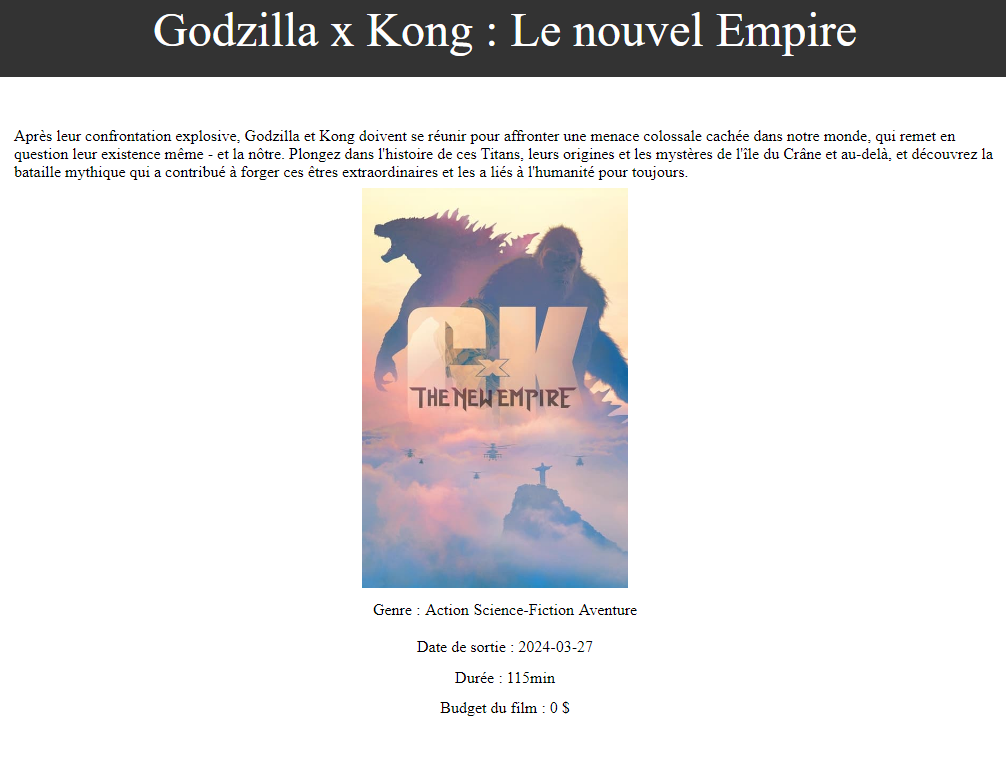 Godzilla x Kong : Le nouvel Empire
Après leur confrontation explosive, Godzilla et Kong doivent se réunir pour affronter une menace colossale cachée dans notre monde, qui remet en
question leur existence même - et la nôtre. Plongez dans l'histoire de ces Titans, leurs origines et les mystères de l'île du Crâne et au-delà, et découvrez la
bataille mythique qui a contribué à forger ces êtres extraordinaires et les a liés à l'humanité pour toujours.
G x K
THE NEW EMPIRE
Genre : Action Science-Fiction Aventure
Date de sortie : 2024-03-27
Durée : 115min
Budget du film : 0 $